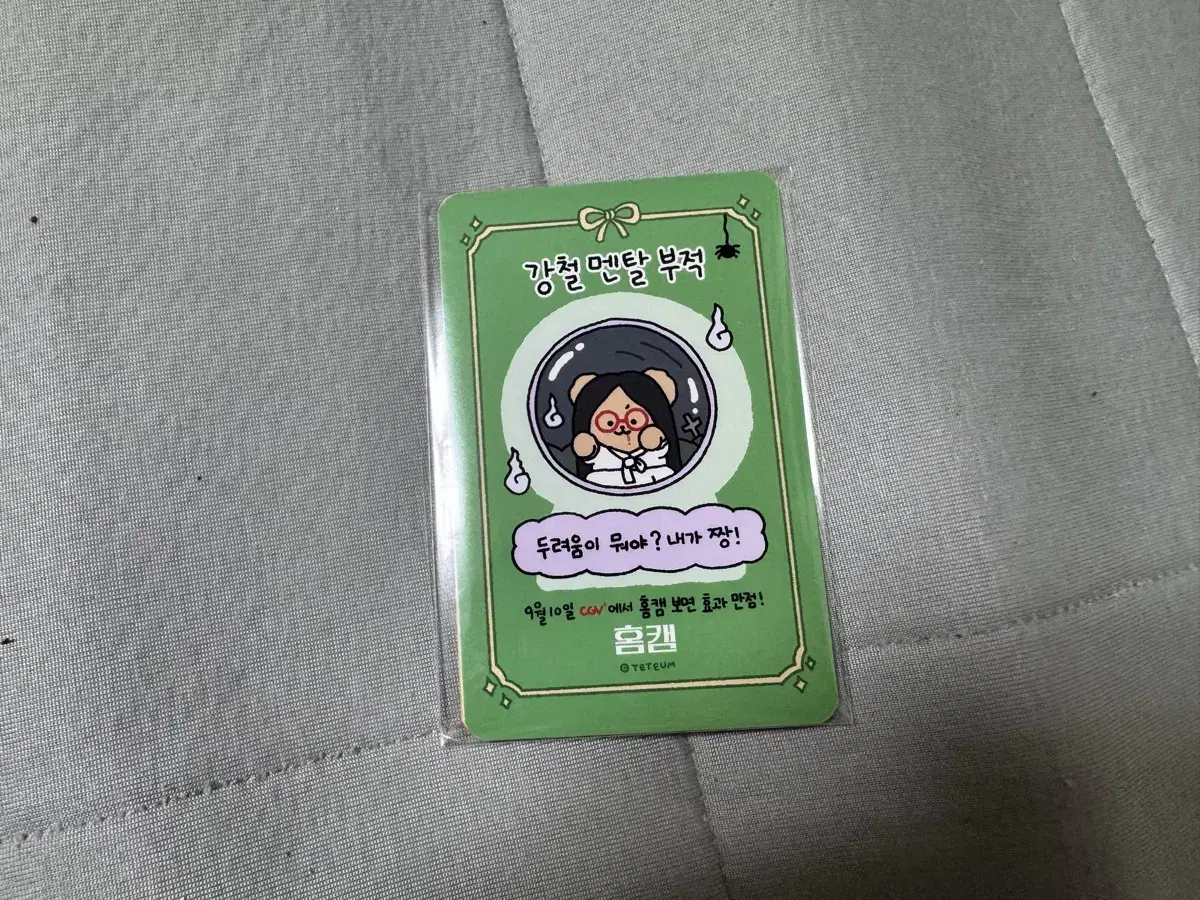 강철 멘탈 부적
두려움이 뭐야? 내가 짱!
9월 10일 CGV에서 홈캠 보면 효과 만점!
홈캠
© TETEUM